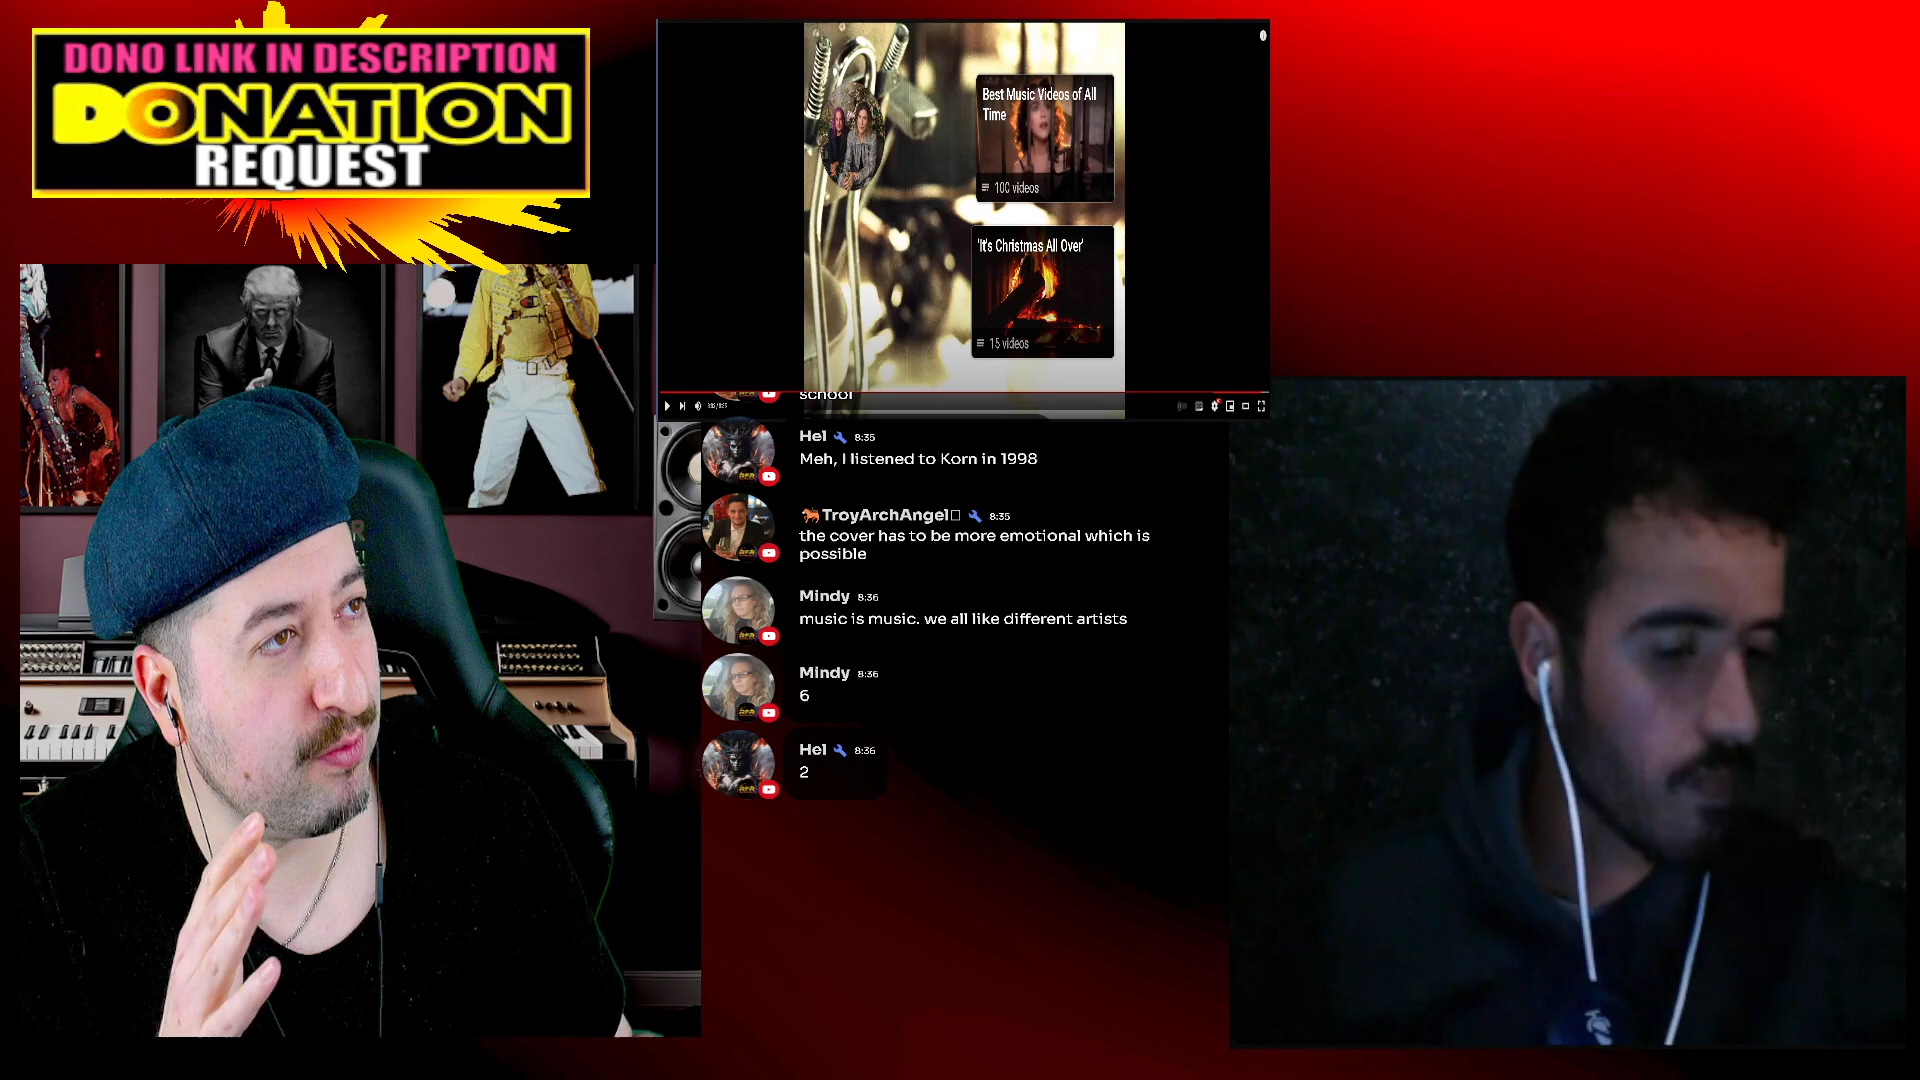 DONO LINK IN DESCRIPTION
DONATION
REQUEST
Best Music Videos of All
Time
100 videos
'It's Christmas All Over'
15 videos
school
Hel 8:35
Meh, I listened to Korn in 1998
TroyArchAngel 8:35
the cover has to be more emotional which is
possible
Mindy 8:36
music is music. we all like different artists
Mindy 8:36
6
Hel 8:36
2